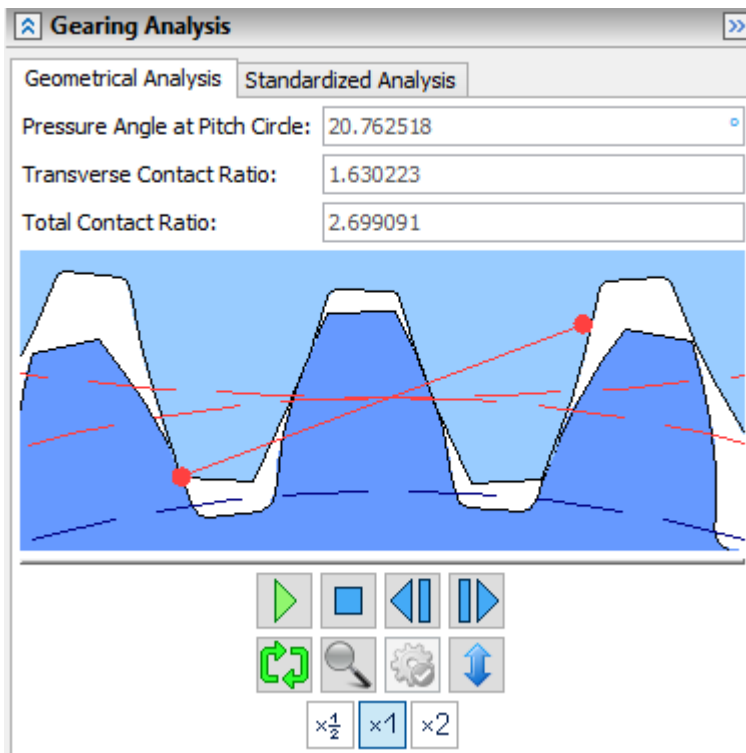 Gearing Analysis
Geometrical Analysis Standardized Analysis
Pressure Angle at Pitch Circle: 20.762518 °
Transverse Contact Ratio: 1.630223
Total Contact Ratio: 2.699091
×½ ×1 ×2